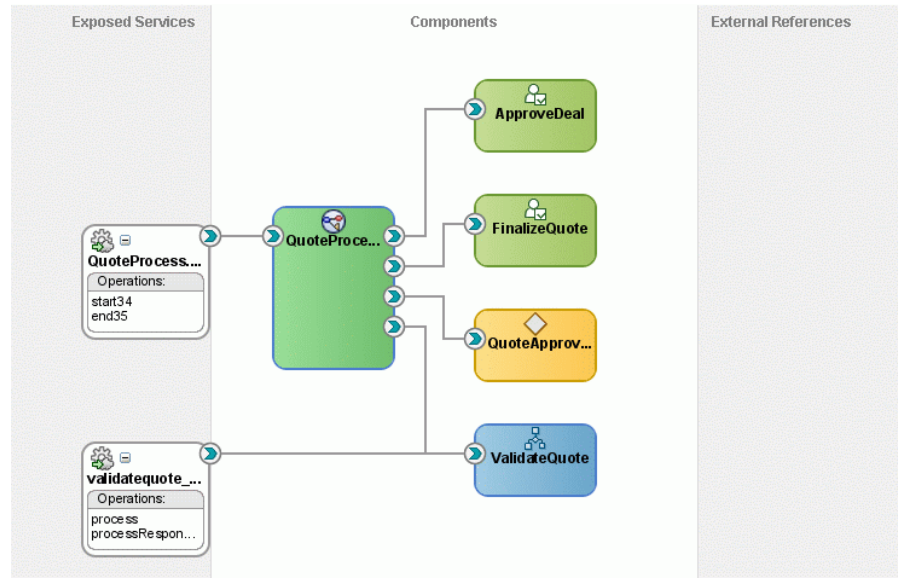 Exposed Services
Components
External References
ApproveDeal
FinalizeQuote
QuoteProce...
QuoteProcess....
Operations:
start34
end35
QuoteApprov...
ValidateQuote
validatequote_...
Operations:
process
processRespon...